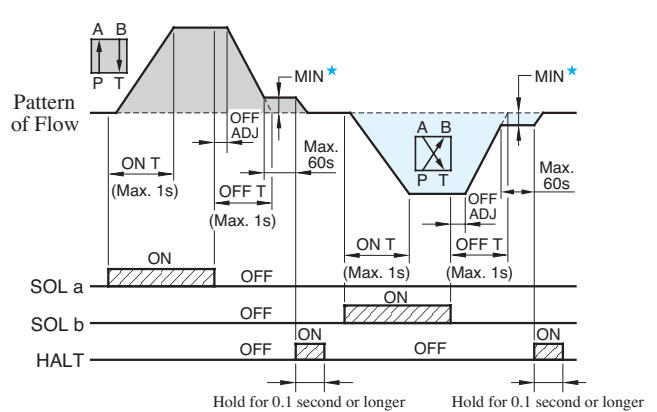 A B
P T
Pattern
of Flow
MIN★
OFF
ADJ
Max.
60s
ON T
(Max. 1s)
OFF T
(Max. 1s)
MIN★
A B
P T
Max.
60s
OFF
ADJ
ON T
(Max. 1s)
OFF T
(Max. 1s)
SOL a
ON
OFF
SOL b
OFF
ON
HALT
OFF
ON
OFF
ON
Hold for 0.1 second or longer
Hold for 0.1 second or longer